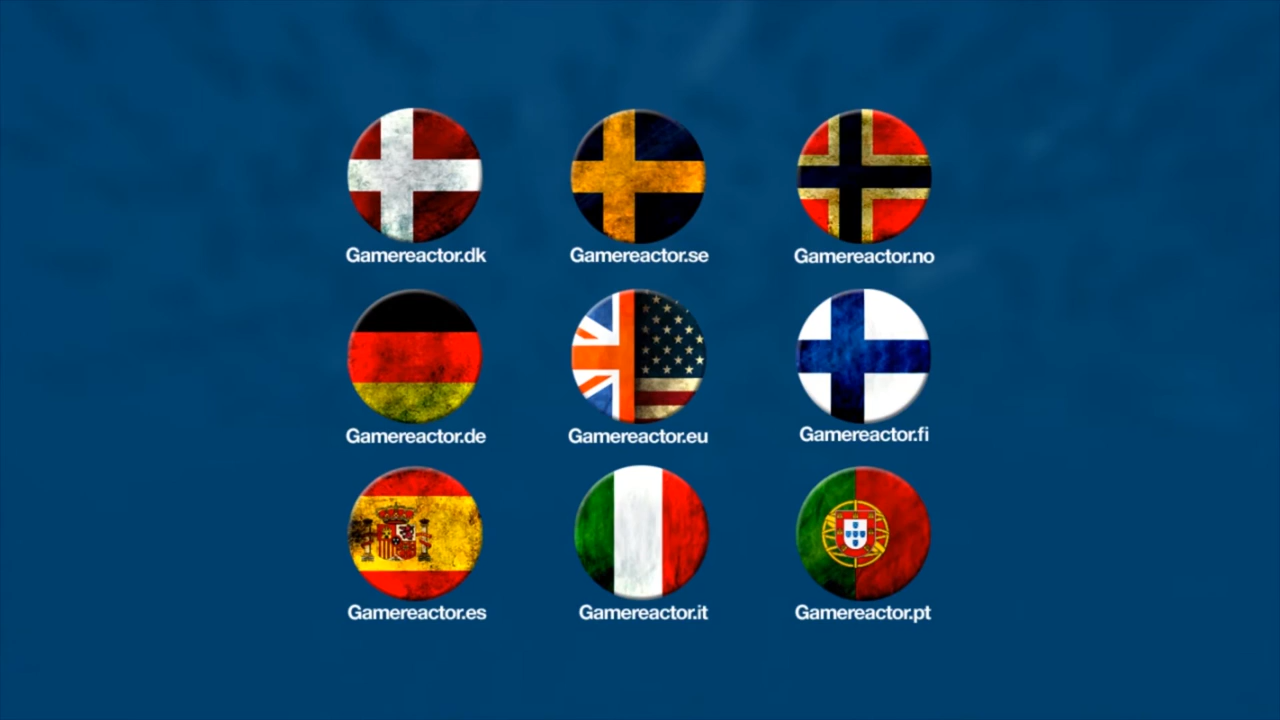 Gamereactor.dk
Gamereactor.se
Gamereactor.no
Gamereactor.de
Gamereactor.eu
Gamereactor.fi
Gamereactor.es
Gamereactor.it
Gamereactor.pt